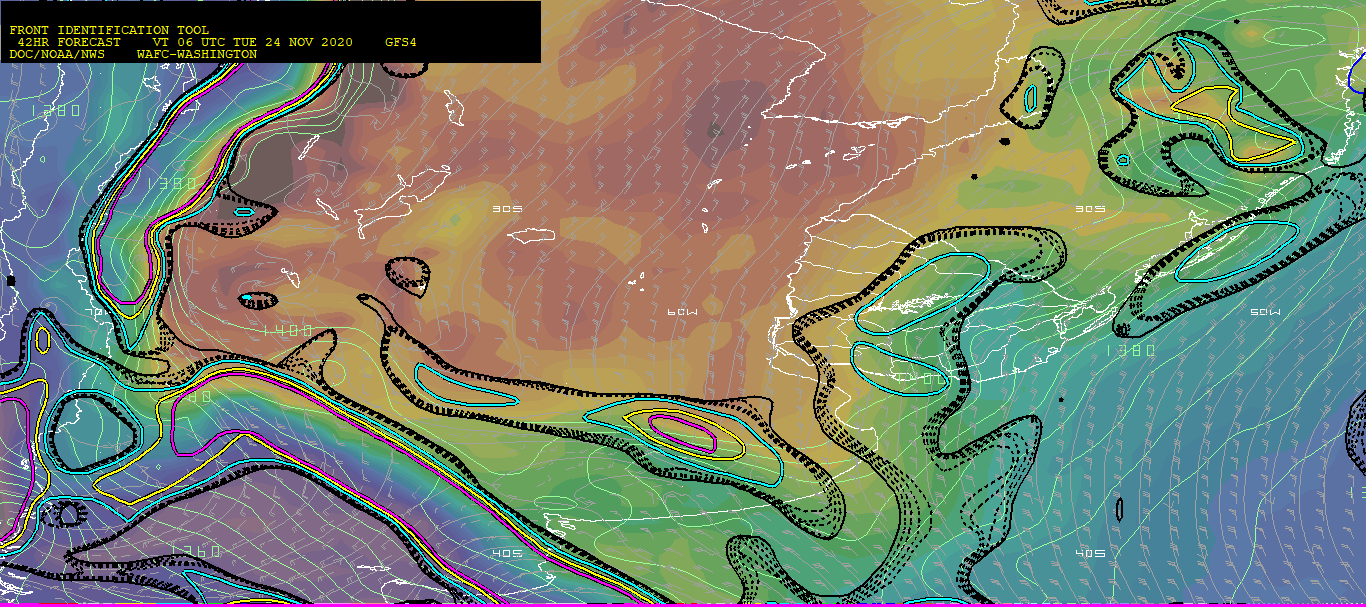 FRONT IDENTIFICATION TOOL
42HR FORECAST VT 06 UTC TUE 24 NOV 2020 GFS4
DOC/NOAA/NWS WAFC-WASHINGTON
1380
1380
30S
30S
60W
50W
1400
1380
360
40S
40S